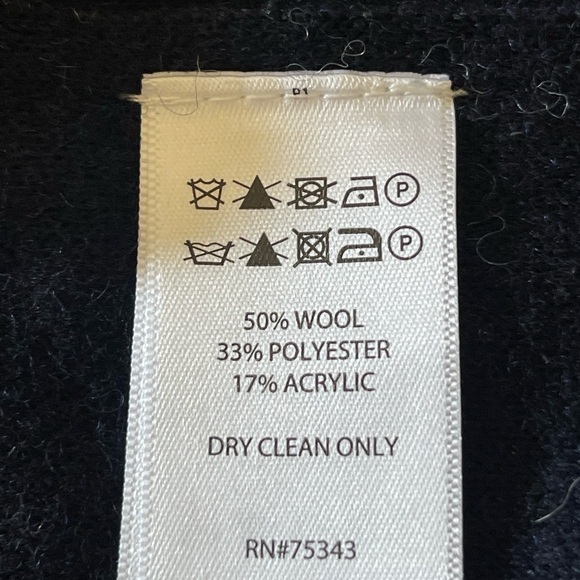 P
P
50% WOOL
33% POLYESTER
17% ACRYLIC
DRY CLEAN ONLY
RN#75343